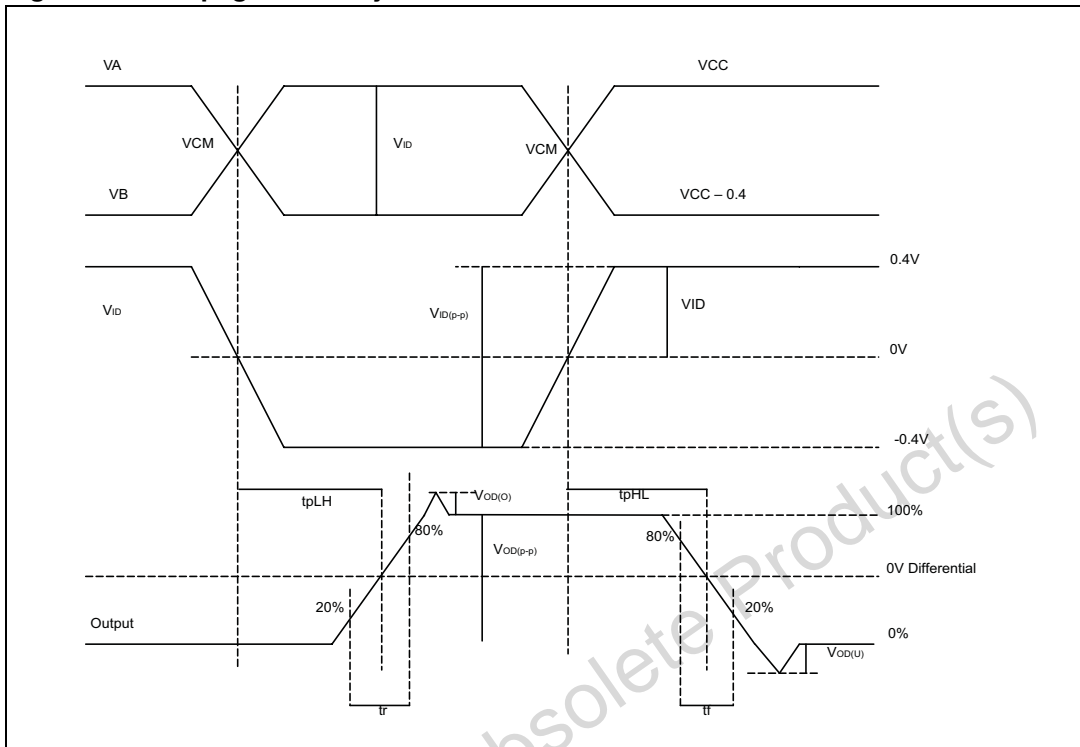 VA
VCC
VCM
VID
VCM
VB
VCC – 0.4
0.4V
VID
VID(p-p)
VID
0V
-0.4V
tpLH
VOD(O)
tpHL
100%
80%
VOD(p-p)
80%
0V Differential
20%
20%
Output
0%
VOD(U)
tr
tf
bsolete Product(s)